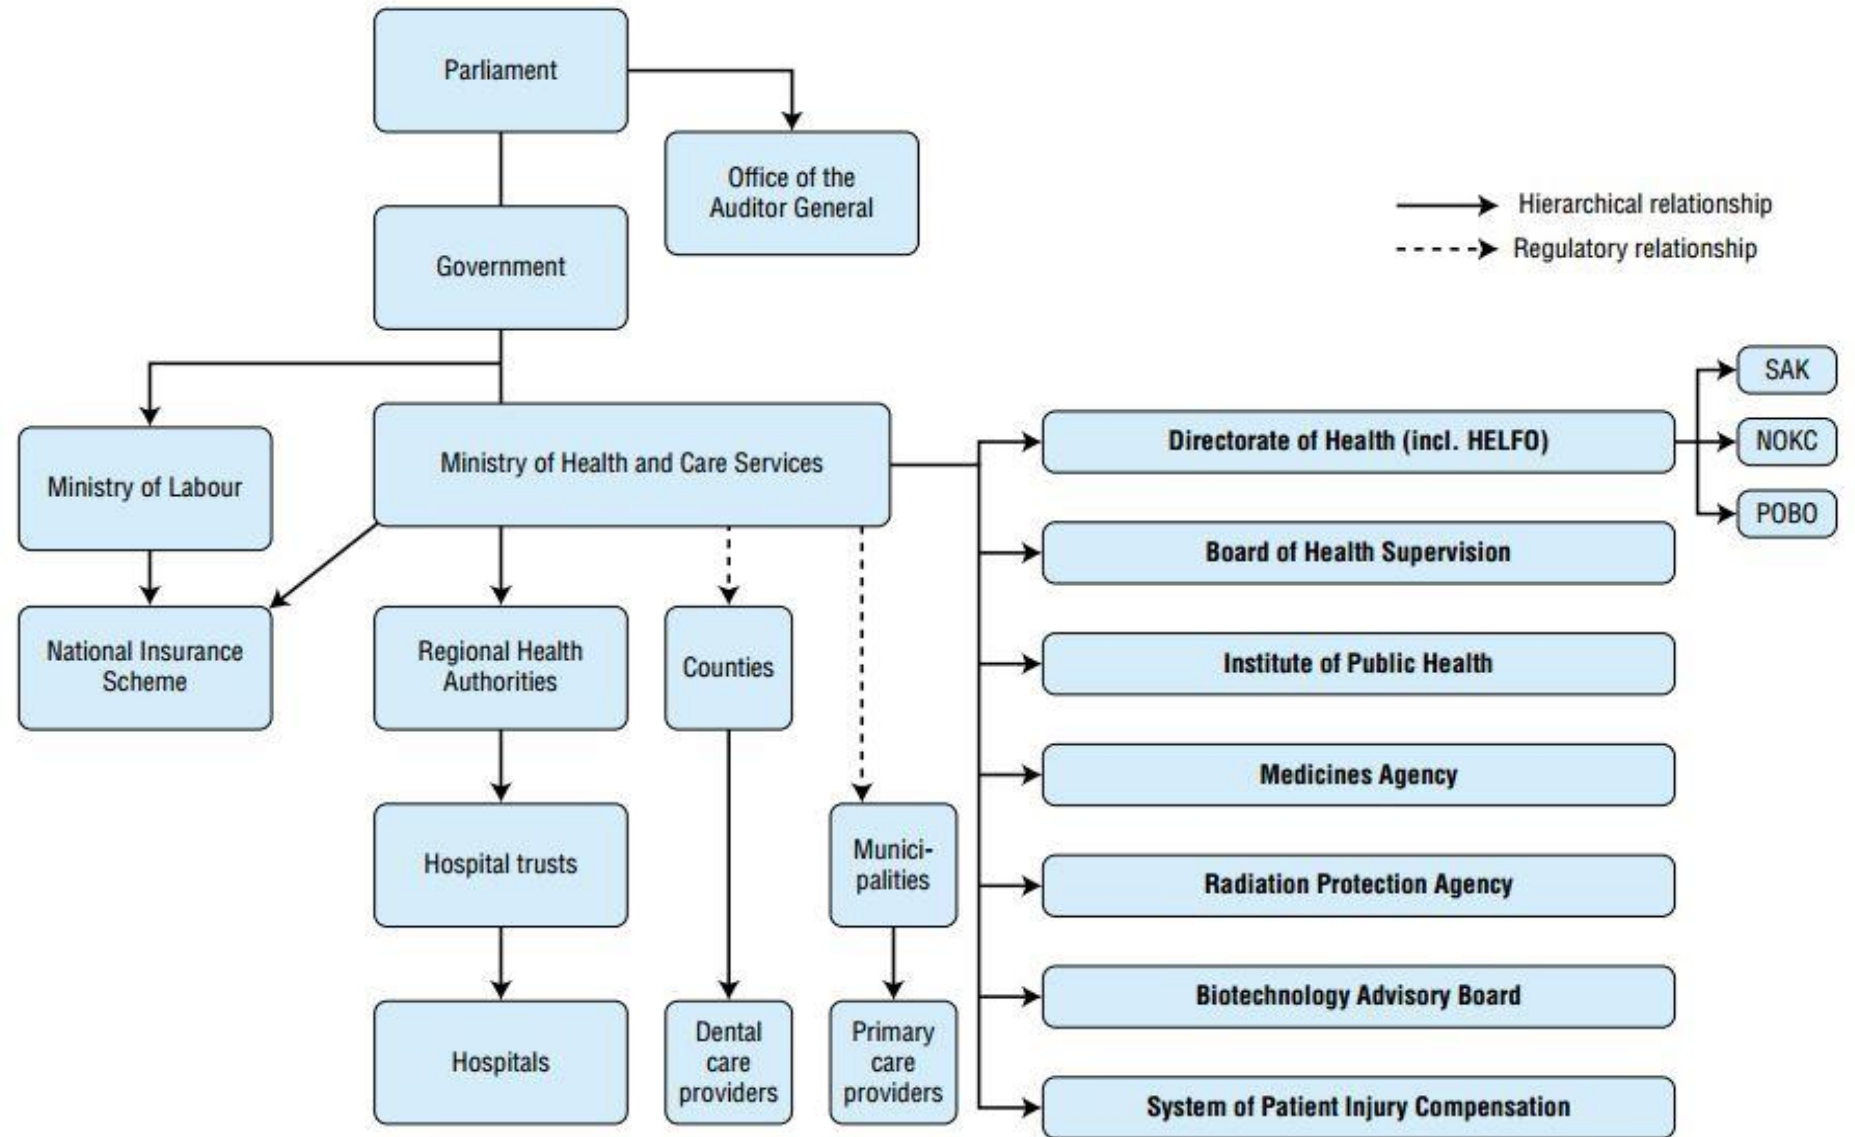 Parliament
Office of the
Auditor General
Hierarchical relationship
Regulatory relationship
Government
SAK
Directorate of Health (incl. HELFO)
NOKC
Ministry of Health and Care Services
Ministry of Labour
POBO
Board of Health Supervision
National Insurance
Scheme
Regional Health
Authorities
Counties
Institute of Public Health
Medicines Agency
Hospital trusts
Munici-
palities
Radiation Protection Agency
Biotechnology Advisory Board
Hospitals
Dental
care
providers
Primary
care
providers
System of Patient Injury Compensation